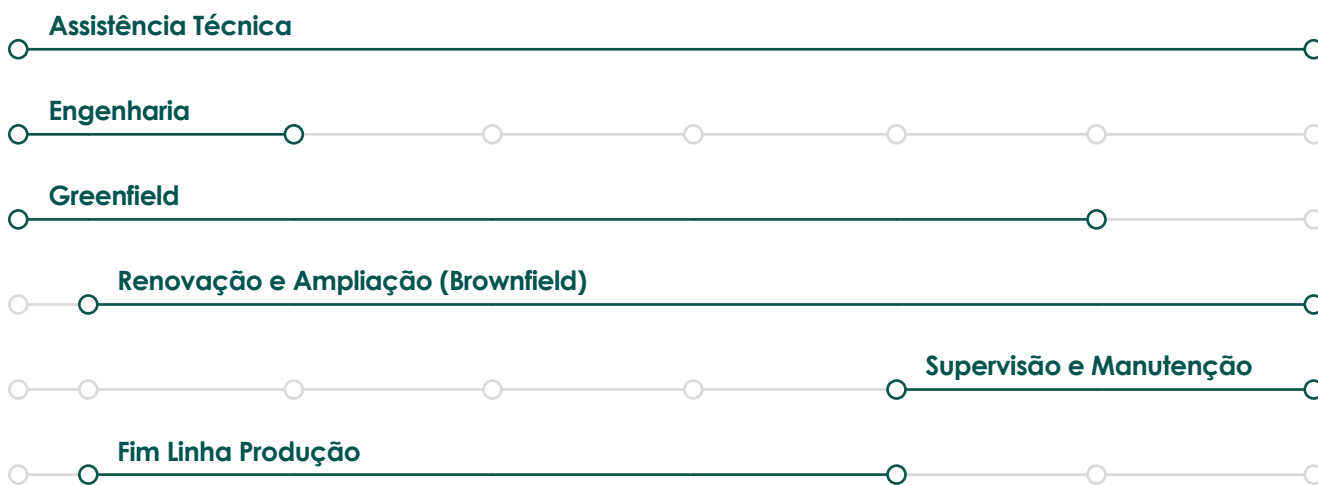 Assistência Técnica
Engenharia
Greenfield
Renovação e Ampliação (Brownfield)
Supervisão e Manutenção
Fim Linha Produção